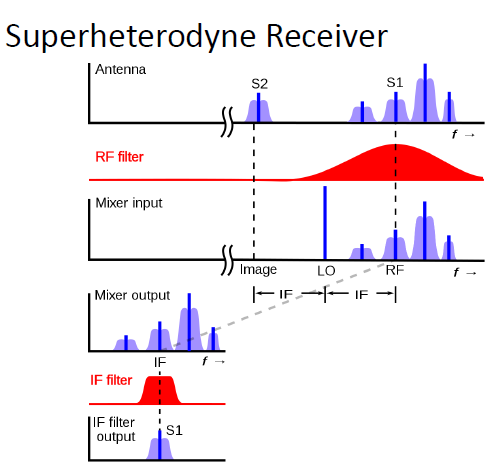 Superheterodyne Receiver
Antenna
S2
S1
f →
RF filter
Mixer input
Image
LO
RF
f →
IF
IF
Mixer output
IF
f →
IF filter
IF filter
output
S1